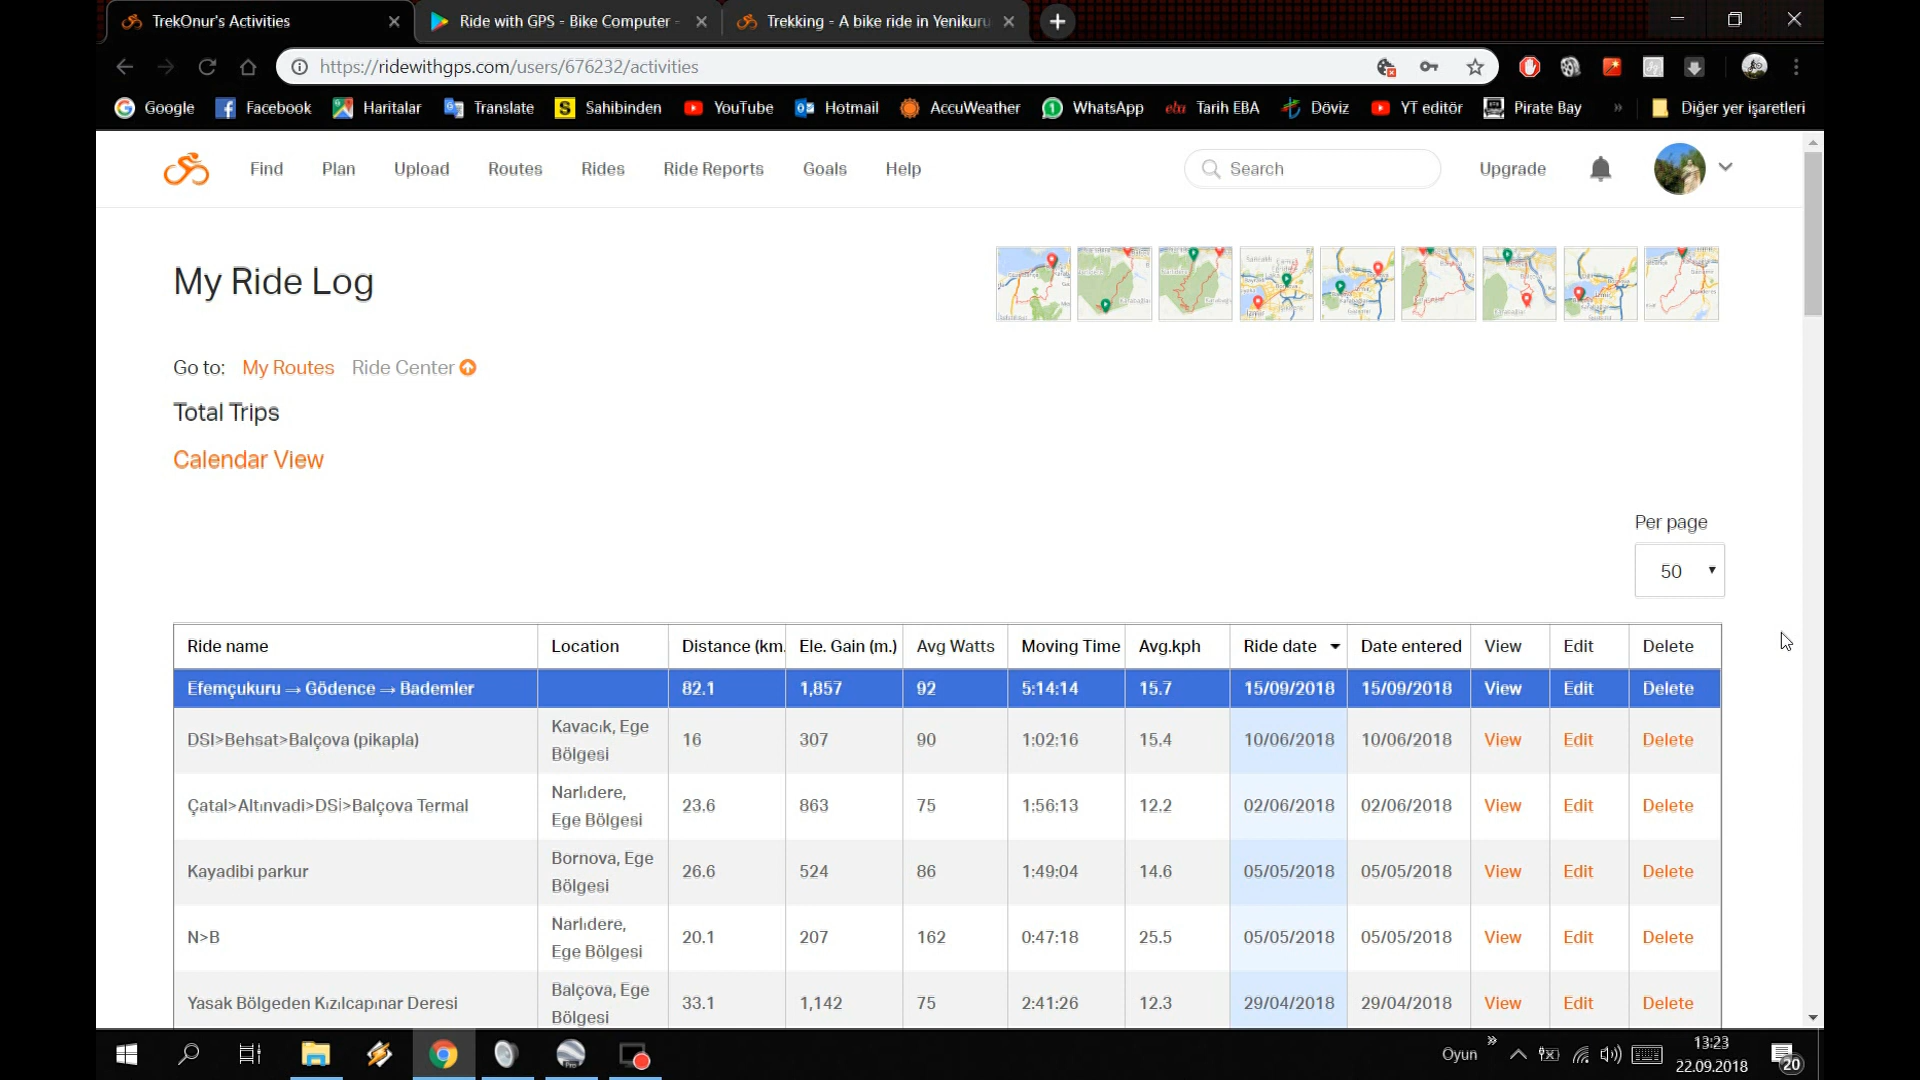 TrekOnur's Activities
Ride with GPS - Bike Computer -
Trekking - A bike ride in Yenikuru
https://ridewithgps.com/users/676232/activities
Google Facebook Haritalar Translate Sahibinden YouTube Hotmail AccuWeather WhatsApp Tarih EBA Döviz YT editör Pirate Bay » Diğer yer işaretleri
Find Plan Upload Routes Rides Ride Reports Goals Help Search Upgrade
My Ride Log
Go to: My Routes Ride Center
Total Trips
Calendar View
Per page
50
Ride name Location Distance (km. Ele. Gain (m.) Avg Watts Moving Time Avg.kph Ride date Date entered View Edit Delete
Efemçukuru → Gödence → Bademler 82.1 1,857 92 5:14:14 15.7 15/09/2018 15/09/2018 View Edit Delete
DSI>Behsat>Balçova (pikapla) Kavacık, Ege Bölgesi 16 307 90 1:02:16 15.4 10/06/2018 10/06/2018 View Edit Delete
Çatal>Altınvadi>DSİ>Balçova Termal Narlıdere, Ege Bölgesi 23.6 863 75 1:56:13 12.2 02/06/2018 02/06/2018 View Edit Delete
Kayadibi parkur Bornova, Ege Bölgesi 26.6 524 86 1:49:04 14.6 05/05/2018 05/05/2018 View Edit Delete
N>B Narlıdere, Ege Bölgesi 20.1 207 162 0:47:18 25.5 05/05/2018 05/05/2018 View Edit Delete
Yasak Bölgeden Kızılcapınar Deresi Balçova, Ege Bölgesi 33.1 1,142 75 2:41:26 12.3 29/04/2018 29/04/2018 View Edit Delete
Oyun » 13:23
22.09.2018 20